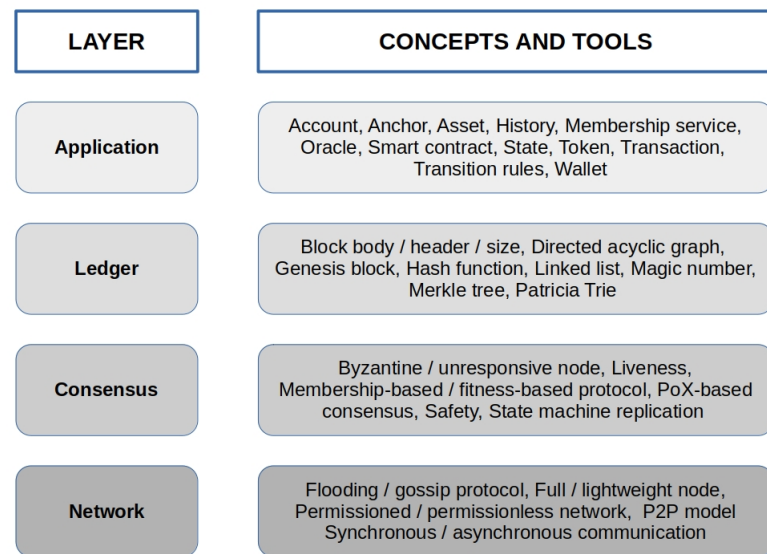 LAYER
CONCEPTS AND TOOLS
Application
Account, Anchor, Asset, History, Membership service,
Oracle, Smart contract, State, Token, Transaction,
Transition rules, Wallet
Ledger
Block body / header / size, Directed acyclic graph,
Genesis block, Hash function, Linked list, Magic number,
Merkle tree, Patricia Trie
Consensus
Byzantine / unresponsive node, Liveness,
Membership-based / fitness-based protocol, PoX-based
consensus, Safety, State machine replication
Network
Flooding / gossip protocol, Full / lightweight node,
Permissioned / permissionless network, P2P model
Synchronous / asynchronous communication